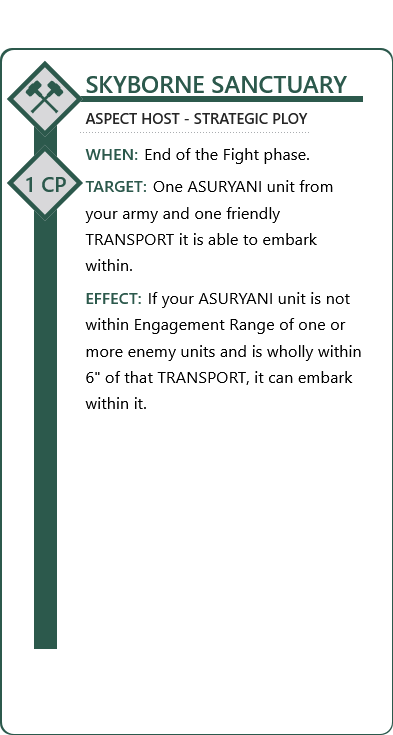 SKYBORNE SANCTUARY
ASPECT HOST - STRATEGIC PLOY
1 CP
WHEN: End of the Fight phase.
TARGET: One ASURYANI unit from
your army and one friendly
TRANSPORT it is able to embark
within.
EFFECT: If your ASURYANI unit is not
within Engagement Range of one or
more enemy units and is wholly within
6" of that TRANSPORT, it can embark
within it.